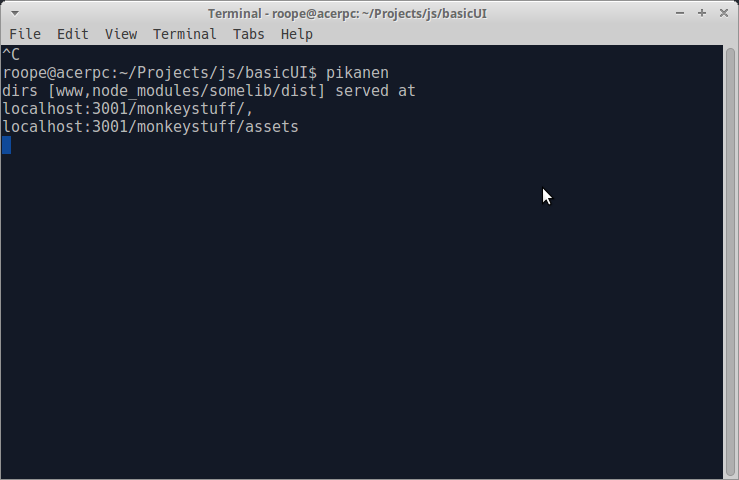 Terminal - roope@acerpc: ~/Projects/js/basicUI
File Edit View Terminal Tabs Help
^C
roope@acerpc:~/Projects/js/basicUI$ pikanen
dirs [www,node_modules/somelib/dist] served at
localhost:3001/monkeystuff/,
localhost:3001/monkeystuff/assets